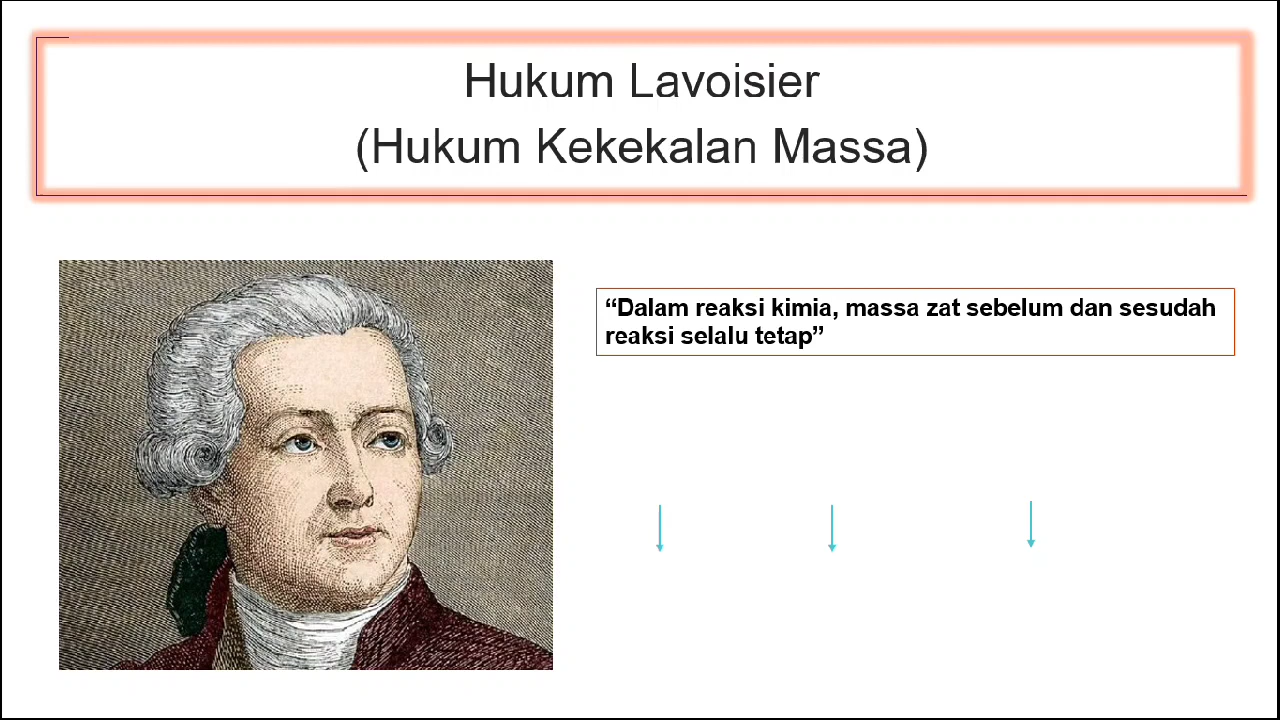 Hukum Lavoisier
(Hukum Kekekalan Massa)
“Dalam reaksi kimia, massa zat sebelum dan sesudah
reaksi selalu tetap”